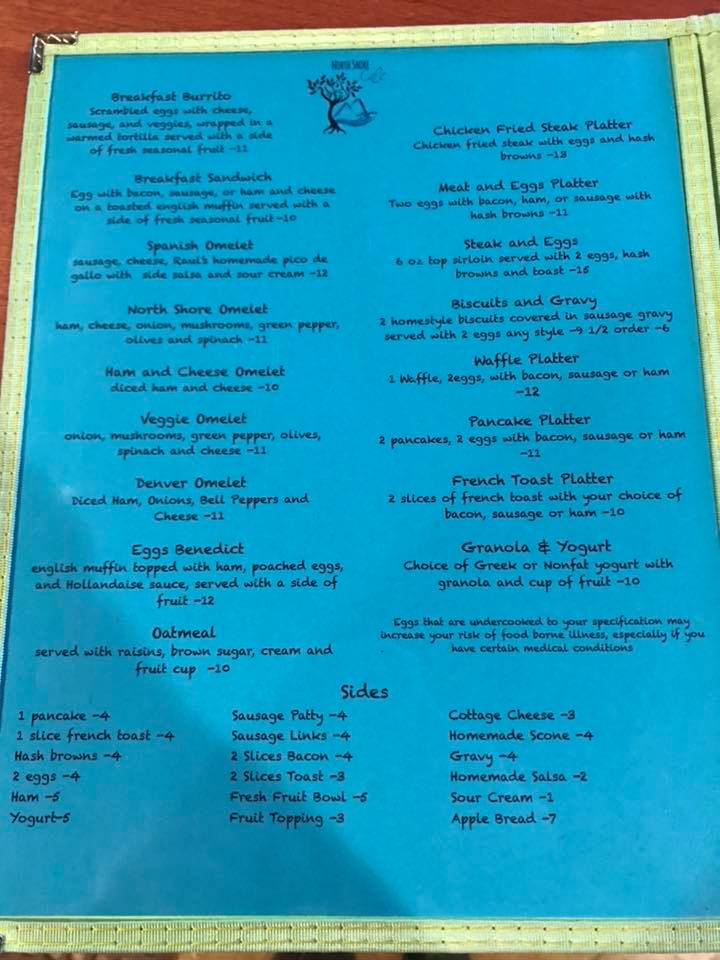 NORTH SHORE
Cafe
Breakfast Burrito
Scrambled eggs with cheese,
sausage, and veggies, wrapped in a
warmed tortilla served with a side
of fresh seasonal fruit -11
Breakfast Sandwich
Egg with bacon, sausage, or ham and cheese
on a toasted english muffin served with a
side of fresh seasonal fruit-10
Spanish Omelet
sausage, cheese, Raul's homemade pico de
gallo with side salsa and sour cream -12
North Shore Omelet
ham, cheese, onion, mushrooms, green pepper,
olives and spinach -11
Ham and Cheese Omelet
diced ham and cheese -10
Veggie Omelet
onion, mushrooms, green pepper, olives,
spinach and cheese -11
Denver Omelet
Diced Ham, Onions, Bell Peppers and
Cheese -11
Eggs Benedict
english muffin topped with ham, poached eggs,
and Hollandaise sauce, served with a side of
fruit -12
Oatmeal
served with raisins, brown sugar, cream and
fruit cup -10
Chicken Fried Steak Platter
Chicken fried steak with eggs and hash
browns -13
Meat and Eggs Platter
Two eggs with bacon, ham, or sausage with
hash browns -11
Steak and Eggs
6 oz top sirloin served with 2 eggs, hash
browns and toast -15
Biscuits and Gravy
2 homestyle biscuits covered in sausage gravy
served with 2 eggs any style -9 1/2 order -6
Waffle Platter
1 Waffle, 2eggs, with bacon, sausage or ham
-12
Pancake Platter
2 pancakes, 2 eggs with bacon, sausage or ham
-11
French Toast Platter
2 slices of french toast with your choice of
bacon, sausage or ham -10
Granola & Yogurt
Choice of Greek or Nonfat yogurt with
granola and cup of fruit -10
Eggs that are undercooked to your specification may
increase your risk of food borne illness, especially if you
have certain medical conditions
Sides
1 pancake -4
1 slice french toast -4
Hash browns -4
2 eggs -4
Ham -5
Yogurt-5
Sausage Patty -4
Sausage Links -4
2 Slices Bacon -4
2 Slices Toast -3
Fresh Fruit Bowl -5
Fruit Topping -3
Cottage Cheese -3
Homemade Scone -4
Gravy -4
Homemade Salsa -2
Sour Cream -1
Apple Bread -7